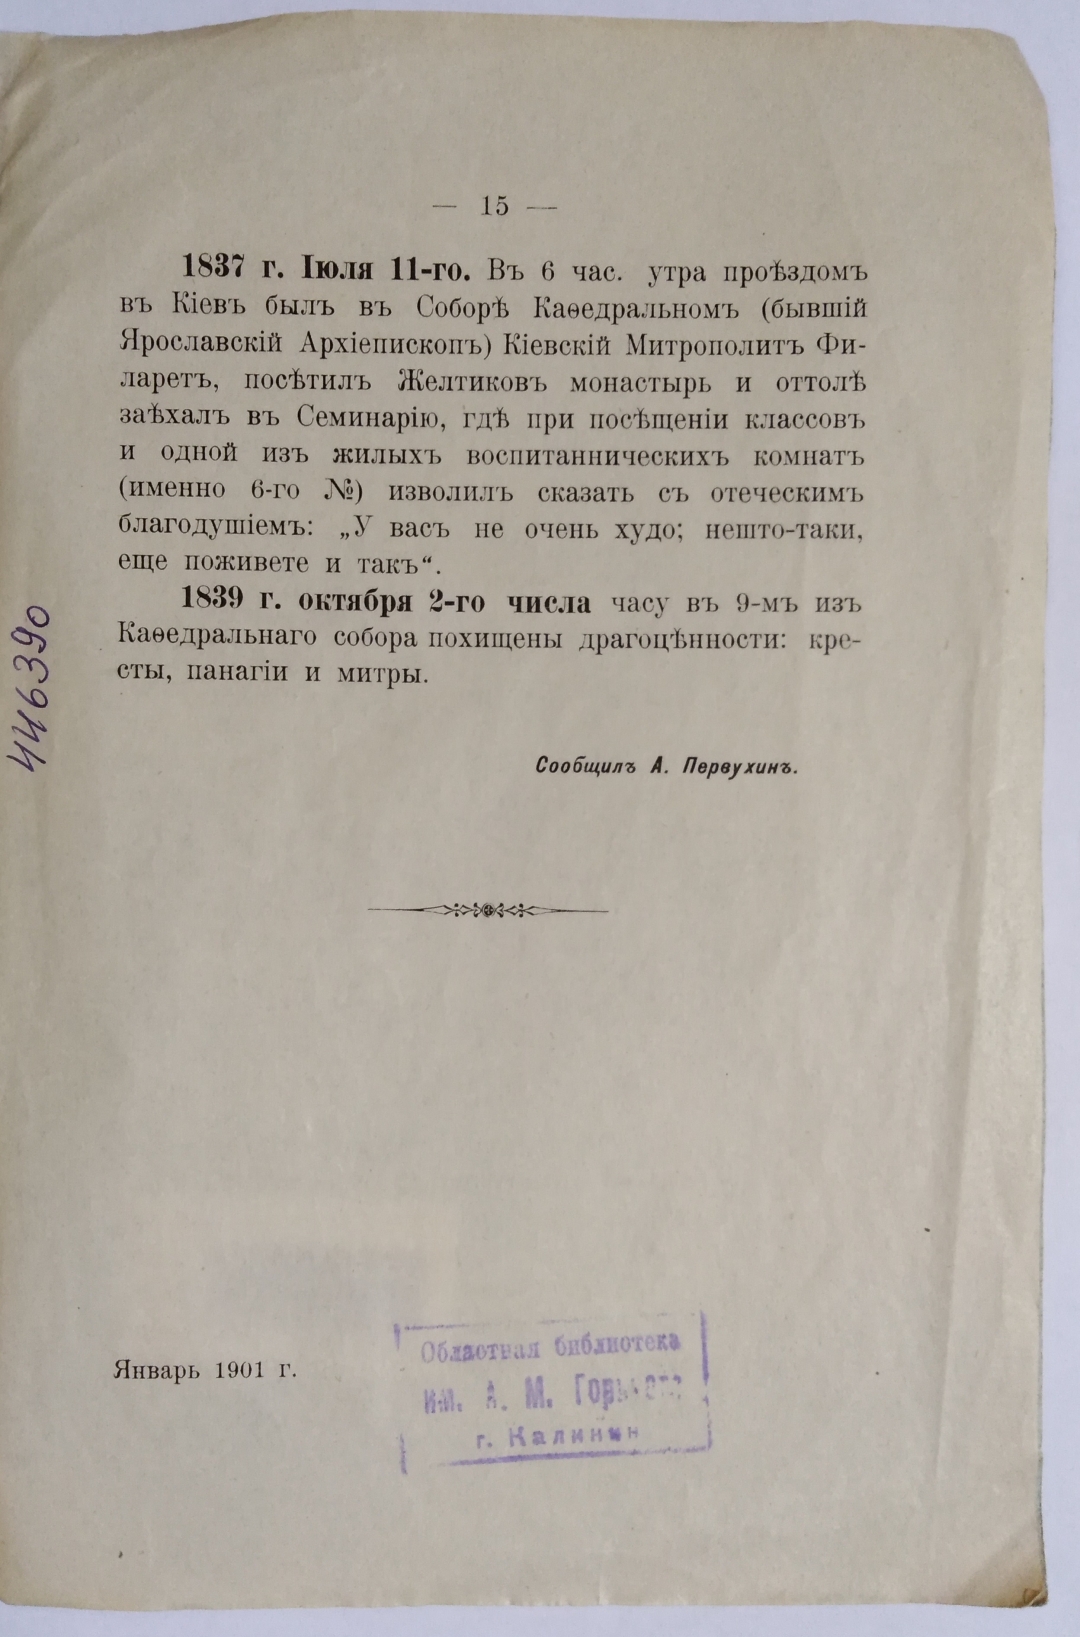 — 15 —
1837 г. Іюля 11-го. Въ 6 час. утра проѣздомъ
въ Кіевъ былъ въ Соборѣ Каѳедральномъ (бывшій
Ярославскій Архіепископъ) Кіевскій Митрополитъ Фи-
ларетъ, посѣтилъ Желтиковъ монастырь и оттолѣ
заѣхалъ въ Семинарію, гдѣ при посѣщеніи классовъ
и одной изъ жилыхъ воспитанническихъ комнатъ
(именно 6-го №) изволилъ сказать съ отеческимъ
благодушіемъ: „У васъ не очень худо; нешто-таки,
еще поживете и такъ“.
1839 г. октября 2-го числа часу въ 9-мъ изъ
Каѳедральнаго собора похищены драгоцѣнности: кре-
сты, панагіи и митры.
446390
Сообщилъ А. Первухинъ.
Январь 1901 г.
Областная библиотека
им. А. М. Горького
г. Калинин